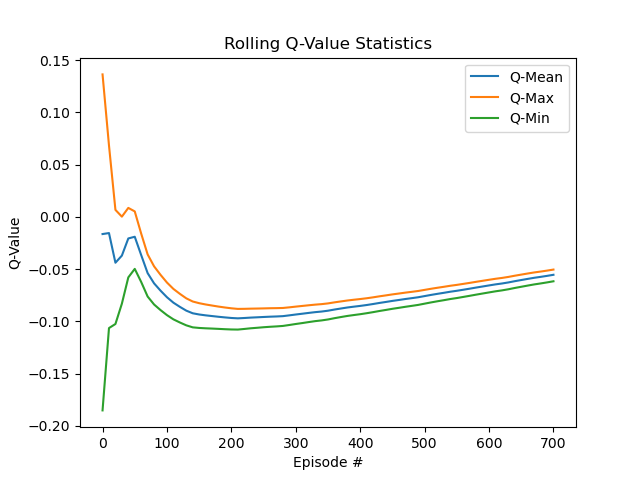 Rolling Q-Value Statistics
Q-Value
0.15
0.10
0.05
0.00
−0.05
−0.10
−0.15
−0.20
Q-Mean
Q-Max
Q-Min
0 100 200 300 400 500 600 700
Episode #